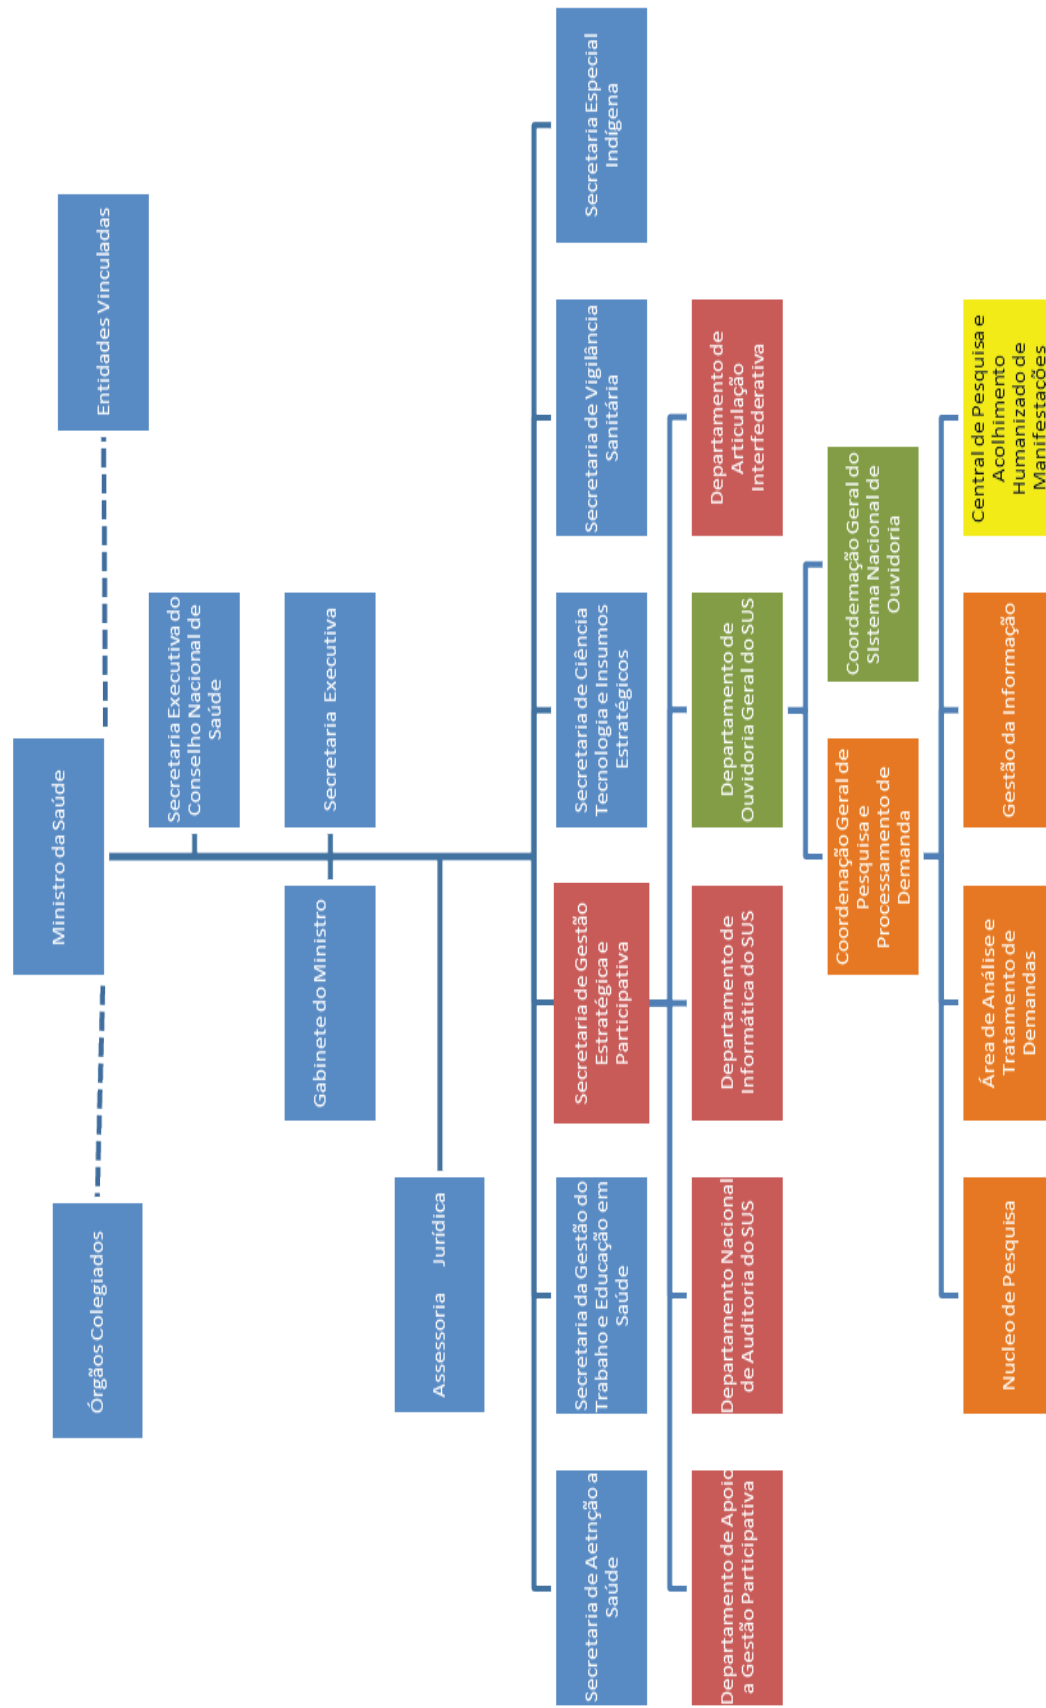 Ministro da Saúde
Órgãos Colegiados
Entidades Vinculadas
Secretaria Executiva do
Conselho Nacional de
Saúde
Gabinete do Ministro
Secretaria Executiva
Assessoria Jurídica
Secretaria de Aetnção a
Saúde
Secretaria da Gestão do
Trabaho e Educação em
Saúde
Secretaria de Gestão
Estratégica e
Participativa
Secretaria de Ciência
Tecnologia e Insumos
Estratégicos
Secretaria de Vigilância
Sanitária
Secretaria Especial
Indígena
Departamento de Apoio
a Gestão Participativa
Departamento Nacional
de Auditoria do SUS
Departamento de
Informática do SUS
Departamento de
Ouvidoria Geral do SUS
Departamento de
Articulação
Interfederativa
Coordenação Geral de
Pesquisa e
Processamento de
Demanda
Coordemação Geral do
SIstema Nacional de
Ouvidoria
Nucleo de Pesquisa
Área de Análise e
Tratamento de
Demandas
Gestão da Informação
Central de Pesquisa e
Acolhimento
Humanizado de
Manifestações